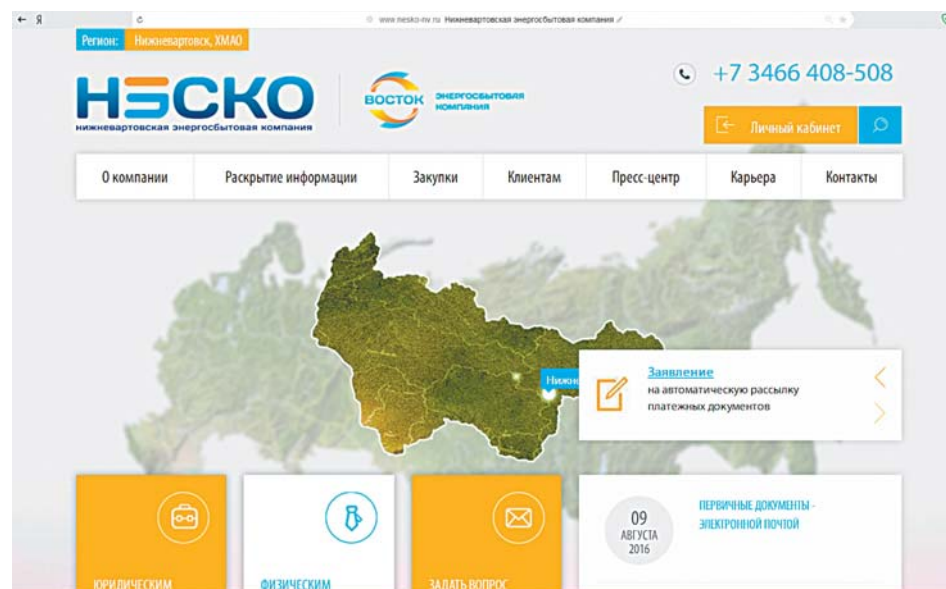 Я
www.nesko-nv.ru Нижневартовская энергосбытовая компания
Регион: Нижневартовск, ХМАО
НЭСКО
нижневартовская энергосбытовая компания
ВОСТОК
ЭНЕРГОСБЫТОВАЯ
КОМПАНИЯ
+7 3466 408-508
Личный кабинет
О компании Раскрытие информации Закупки Клиентам Пресс-центр Карьера Контакты
Нижне
Заявление
на автоматическую рассылку
платежных документов
09
АВГУСТА
2016
ПЕРВИЧНЫЕ ДОКУМЕНТЫ -
ЭЛЕКТРОННОЙ ПОЧТОЙ
ЮРИДИЧЕСКИМ
ФИЗИЧЕСКИМ
ЗАДАТЬ ВОПРОС